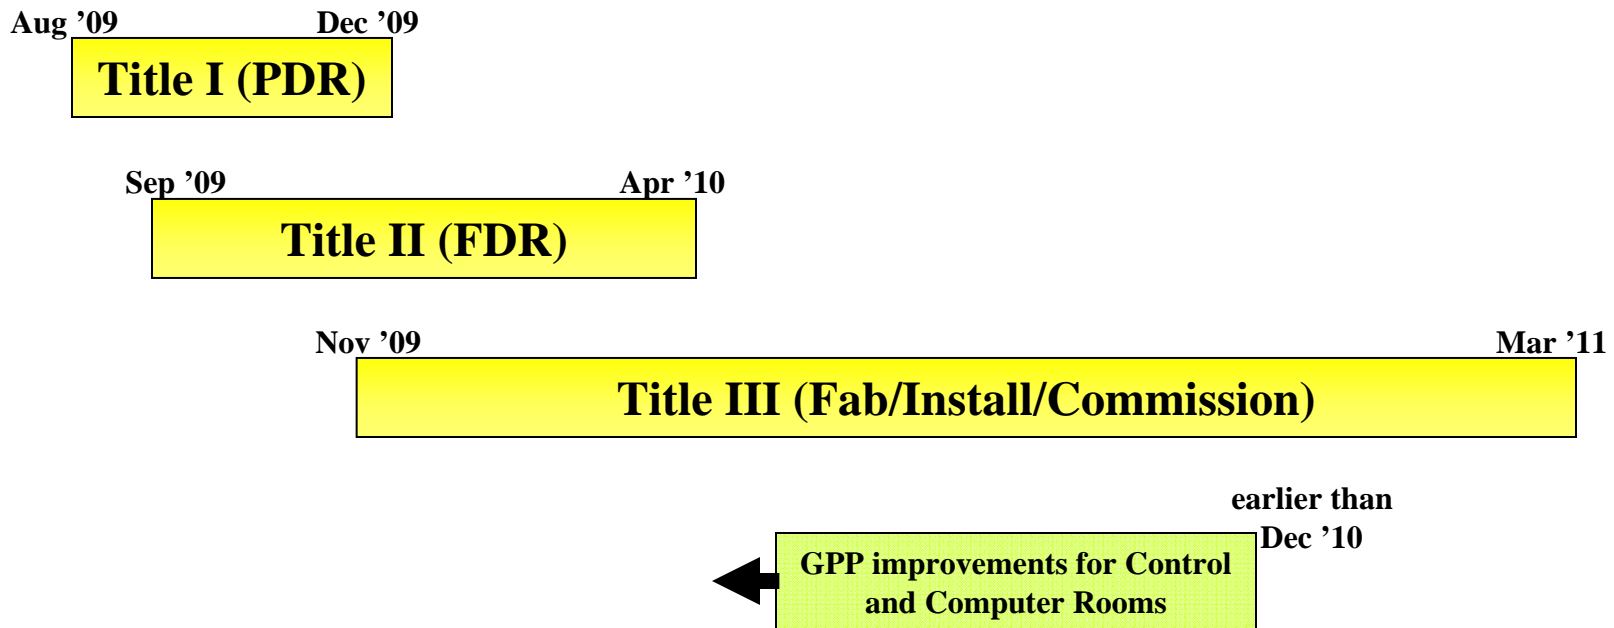 Aug ’09 Dec ’09
Title I (PDR)
Sep ’09 Apr ’10
Title II (FDR)
Nov ’09 Mar ’11
Title III (Fab/Install/Commission)
earlier than
Dec ’10
GPP improvements for Control
and Computer Rooms